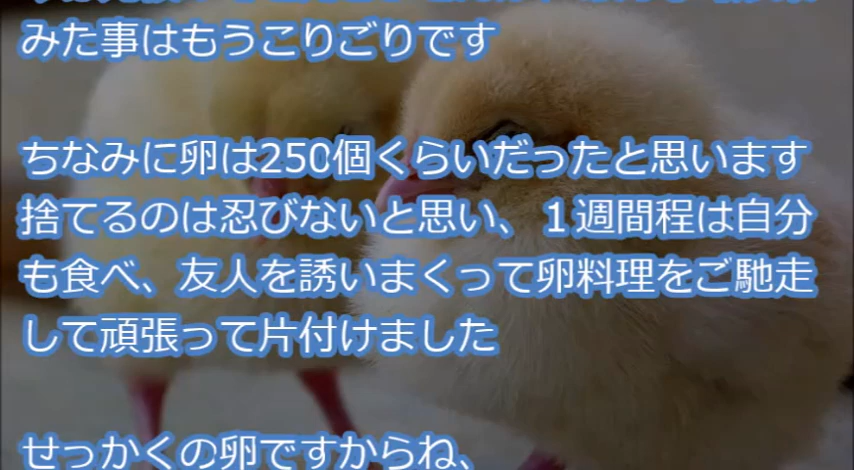 みた事はもうこりごりです
ちなみに卵は250個くらいだったと思います
捨てるのは忍びないと思い、１週間程は自分
も食べ、友人を誘いまくって卵料理をご馳走
して頑張って片付けました
せっかくの卵ですからね、